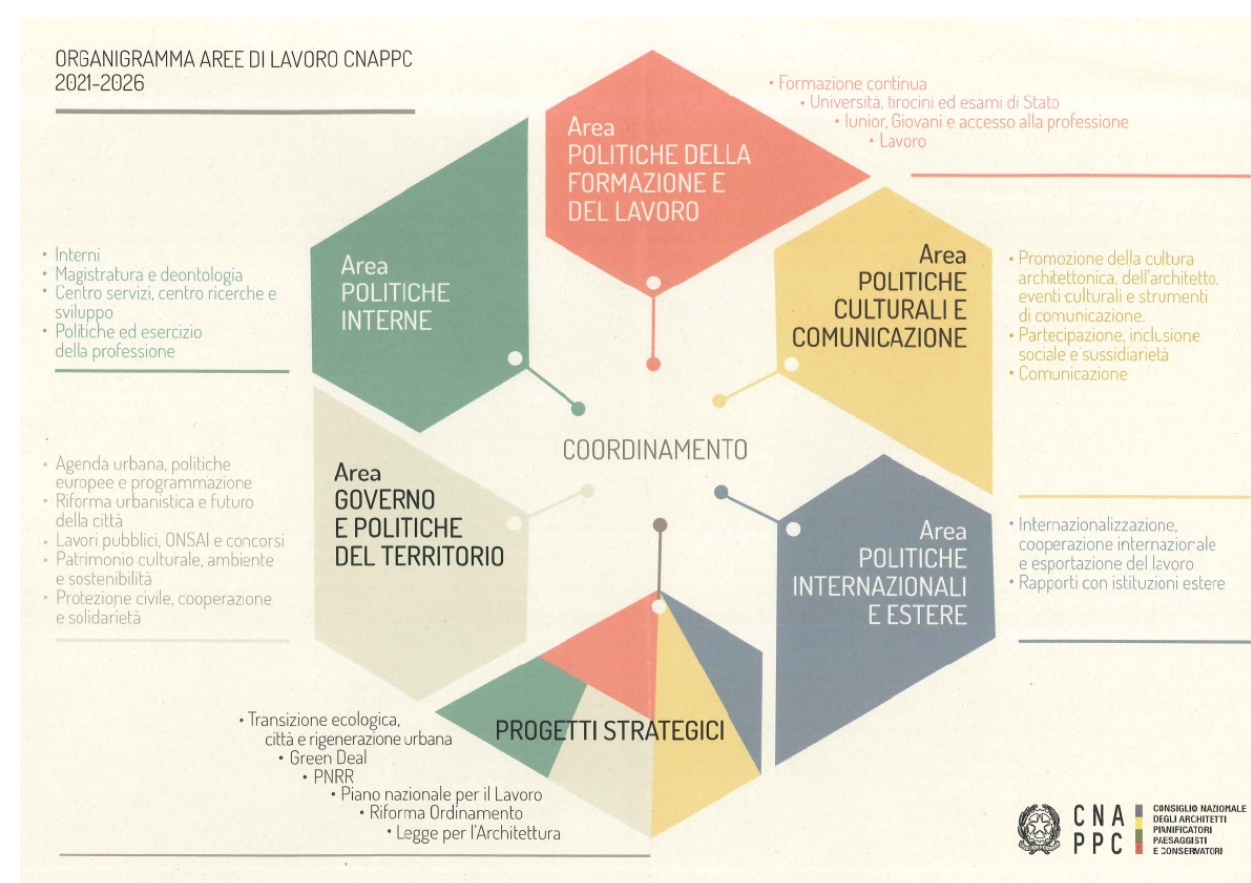 ORGANIGRAMMA AREE DI LAVORO CNAPPC
2021-2026
Area
POLITICHE DELLA
FORMAZIONE E
DEL LAVORO
• Formazione continua
• Università, tirocini ed esami di Stato
• Iunior, Giovani e accesso alla professione
• Lavoro
Area
POLITICHE
INTERNE
• Interni
• Magistratura e deontologia
• Centro servizi, centro ricerche e
sviluppo
• Politiche ed esercizio
della professione
Area
POLITICHE
CULTURALI E
COMUNICAZIONE
• Promozione della cultura
architettonica, dell'architetto,
eventi culturali e strumenti
di comunicazione.
• Partecipazione, inclusione
sociale e sussidiarietà
• Comunicazione
COORDINAMENTO
Area
GOVERNO
E POLITICHE
DEL TERRITORIO
• Agenda urbana, politiche
europee e programmazione
• Riforma urbanistica e futuro
della città
• Lavori pubblici, ONSAI e concorsi
• Patrimonio culturale, ambiente
e sostenibilità
• Protezione civile, cooperazione
e solidarietà
Area
POLITICHE
INTERNAZIONALI
E ESTERE
• Internazionalizzazione,
cooperazione internazionale
e esportazione del lavoro
• Rapporti con istituzioni estere
PROGETTI STRATEGICI
• Transizione ecologica,
città e rigenerazione urbana
• Green Deal
• PNRR
• Piano nazionale per il Lavoro
• Riforma Ordinamento
• Legge per l'Architettura
CNA
PPC
CONSIGLIO NAZIONALE
DEGLI ARCHITETTI
PIANIFICATORI
PAESAGGISTI
E CONSERVATORI